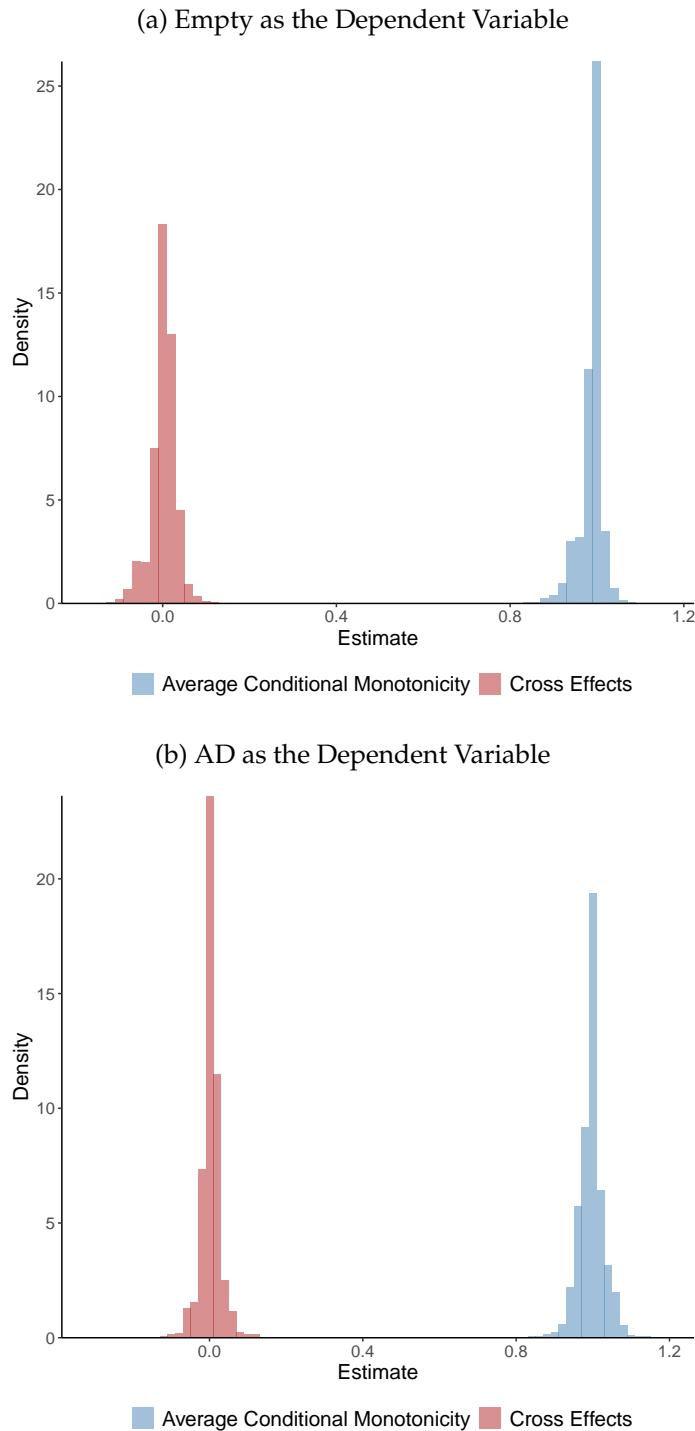 (a) Empty as the Dependent Variable
25
20
15
10
5
0
Density
0.0 0.4 0.8 1.2
Estimate
Average Conditional Monotonicity Cross Effects
(b) AD as the Dependent Variable
20
15
10
5
0
Density
0.0 0.4 0.8 1.2
Estimate
Average Conditional Monotonicity Cross Effects